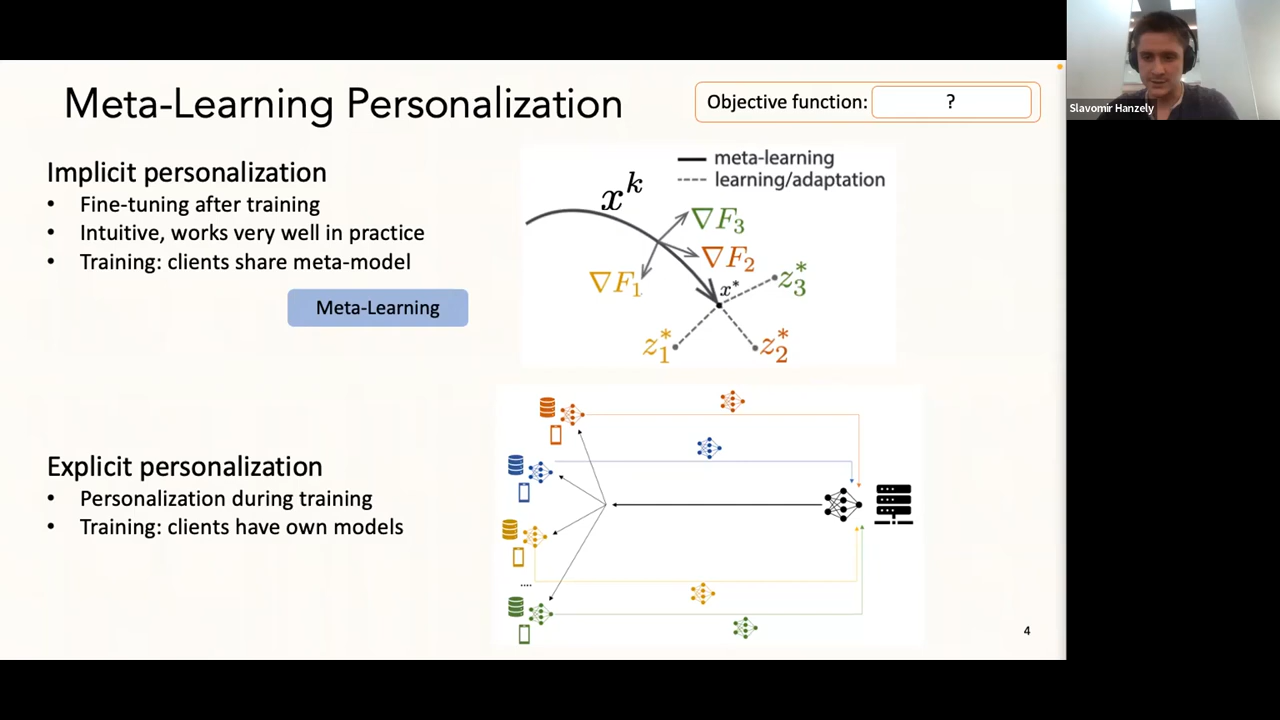 Meta-Learning Personalization
Objective function: ?
Slavomír Hanzely
Implicit personalization
• Fine-tuning after training
• Intuitive, works very well in practice
• Training: clients share meta-model
Meta-Learning
meta-learning
learning/adaptation
x^k
∇F_3
∇F_2
∇F_1
x^*
z_3^*
z_1^*
z_2^*
Explicit personalization
• Personalization during training
• Training: clients have own models
....
4